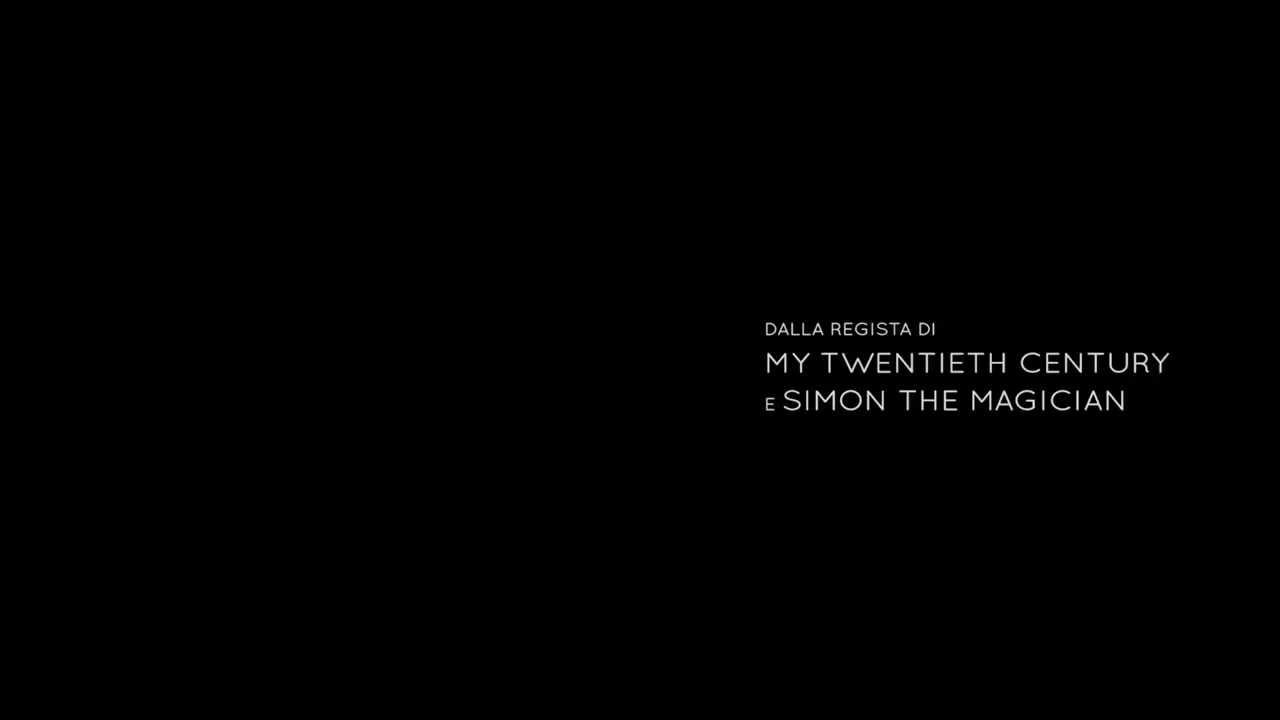 DALLA REGISTA DI
MY TWENTIETH CENTURY
E SIMON THE MAGICIAN